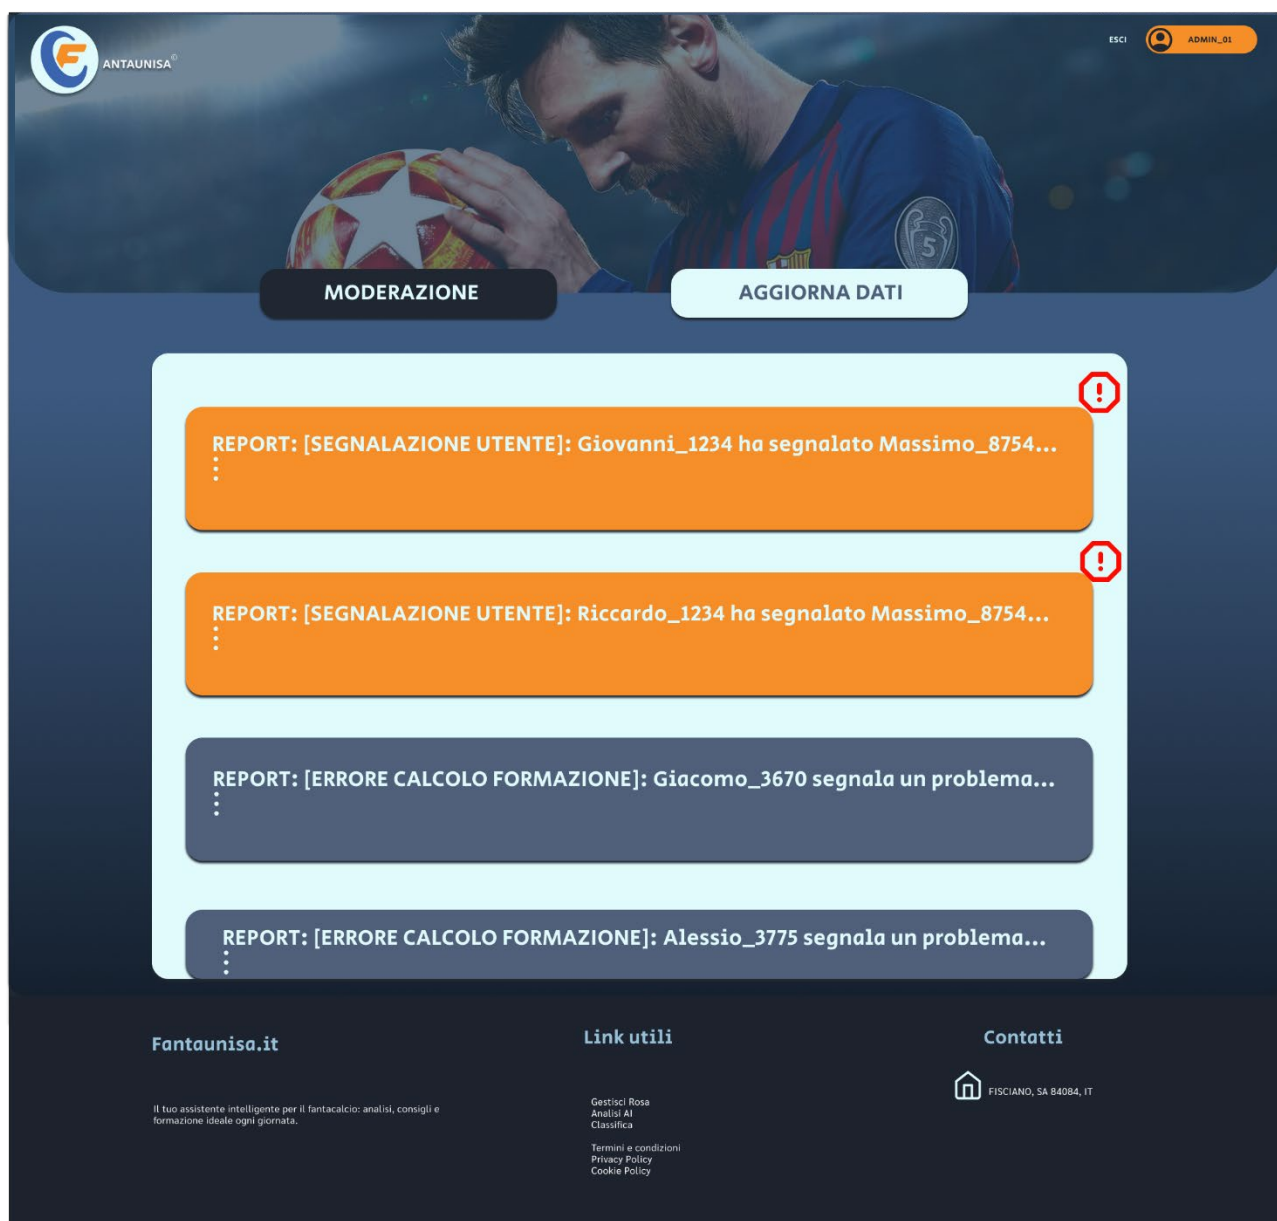 ANTAUNISA©
ESCI
ADMIN_01
5
MODERAZIONE
AGGIORNA DATI
REPORT: [SEGNALAZIONE UTENTE]: Giovanni_1234 ha segnalato Massimo_8754...
REPORT: [SEGNALAZIONE UTENTE]: Riccardo_1234 ha segnalato Massimo_8754...
REPORT: [ERRORE CALCOLO FORMAZIONE]: Giacomo_3670 segnala un problema...
REPORT: [ERRORE CALCOLO FORMAZIONE]: Alessio_3775 segnala un problema...
Fantaunisa.it
Il tuo assistente intelligente per il fantacalcio: analisi, consigli e
formazione ideale ogni giornata.
Link utili
Gestisci Rosa
Analisi AI
Classifica
Termini e condizioni
Privacy Policy
Cookie Policy
Contatti
FISCIANO, SA 84084, IT